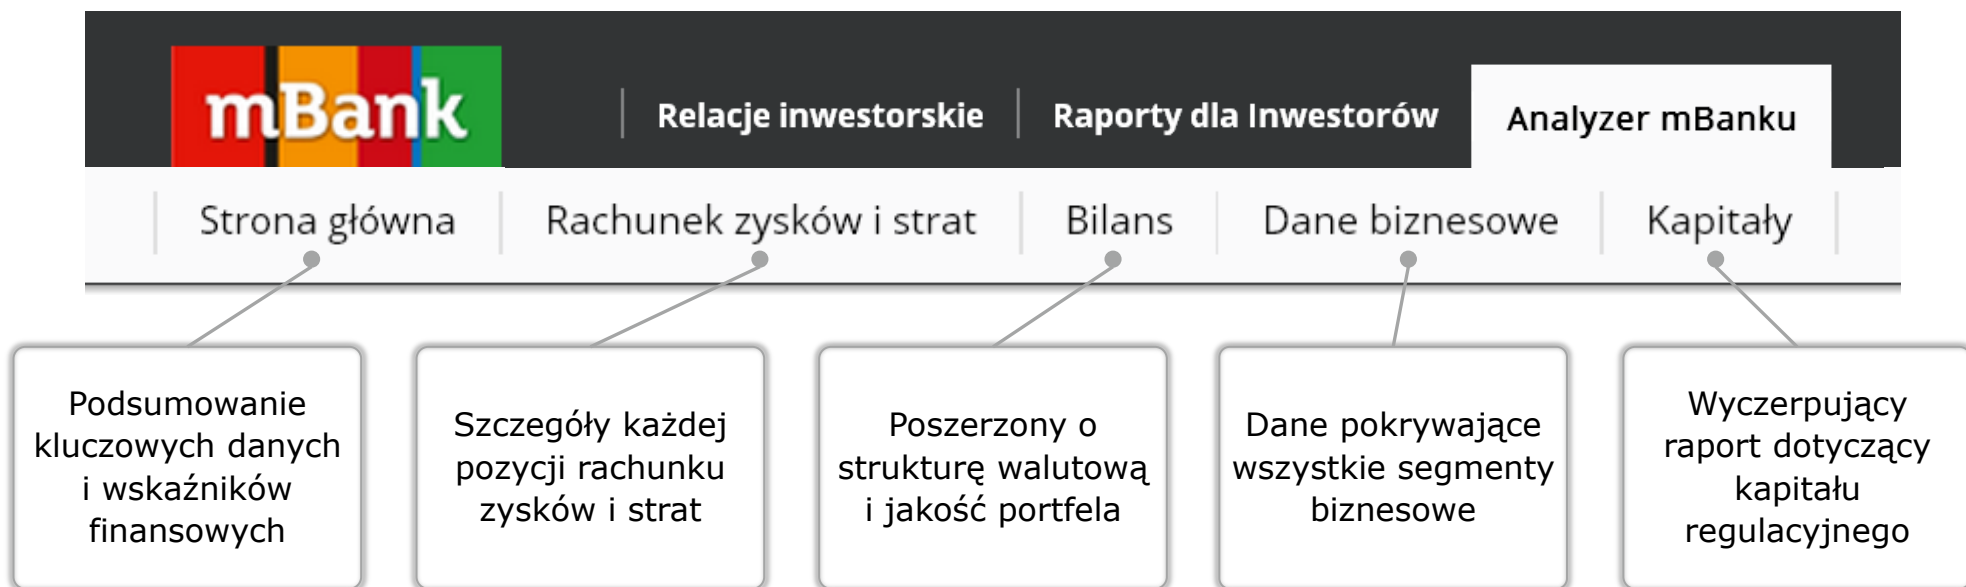 mBank
Relacje inwestorskie
Raporty dla Inwestorów
Analyzer mBanku
Strona główna
Rachunek zysków i strat
Bilans
Dane biznesowe
Kapitały
Podsumowanie
kluczowych danych
i wskaźników
finansowych
Szczegóły każdej
pozycji rachunku
zysków i strat
Poszerzony o
strukturę walutową
i jakość portfela
Dane pokrywające
wszystkie segmenty
biznesowe
Wyczerpujący
raport dotyczący
kapitału
regulacyjnego